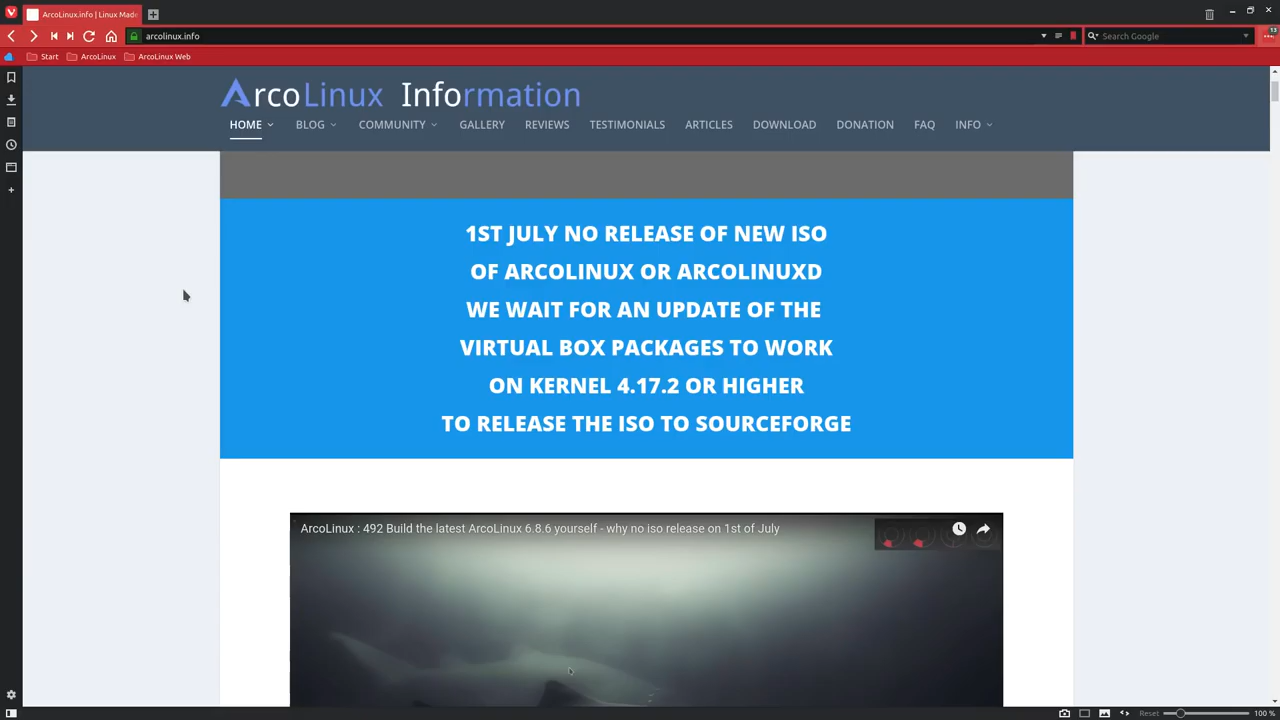 ArcoLinux.info | Linux Made
arcolinux.info
Search Google
13
Start ArcoLinux ArcoLinux Web
ArcoLinux Information
HOME BLOG COMMUNITY GALLERY REVIEWS TESTIMONIALS ARTICLES DOWNLOAD DONATION FAQ INFO
1ST JULY NO RELEASE OF NEW ISO
OF ARCOLINUX OR ARCOLINUXD
WE WAIT FOR AN UPDATE OF THE
VIRTUAL BOX PACKAGES TO WORK
ON KERNEL 4.17.2 OR HIGHER
TO RELEASE THE ISO TO SOURCEFORGE
ArcoLinux : 492 Build the latest ArcoLinux 6.8.6 yourself - why no iso release on 1st of July
Reset 100 %